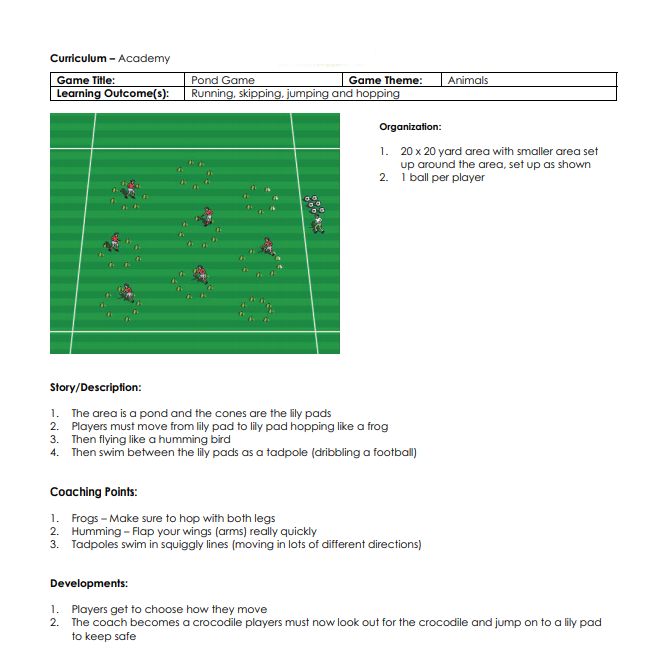 Curriculum – Academy
Game Title: Pond Game Game Theme: Animals
Learning Outcome(s): Running, skipping, jumping and hopping
Organization:
1. 20 x 20 yard area with smaller area set
up around the area, set up as shown
2. 1 ball per player
Story/Description:
1. The area is a pond and the cones are the lily pads
2. Players must move from lily pad to lily pad hopping like a frog
3. Then flying like a humming bird
4. Then swim between the lily pads as a tadpole (dribbling a football)
Coaching Points:
1. Frogs – Make sure to hop with both legs
2. Humming – Flap your wings (arms) really quickly
3. Tadpoles swim in squiggly lines (moving in lots of different directions)
Developments:
1. Players get to choose how they move
2. The coach becomes a crocodile players must now look out for the crocodile and jump on to a lily pad
to keep safe